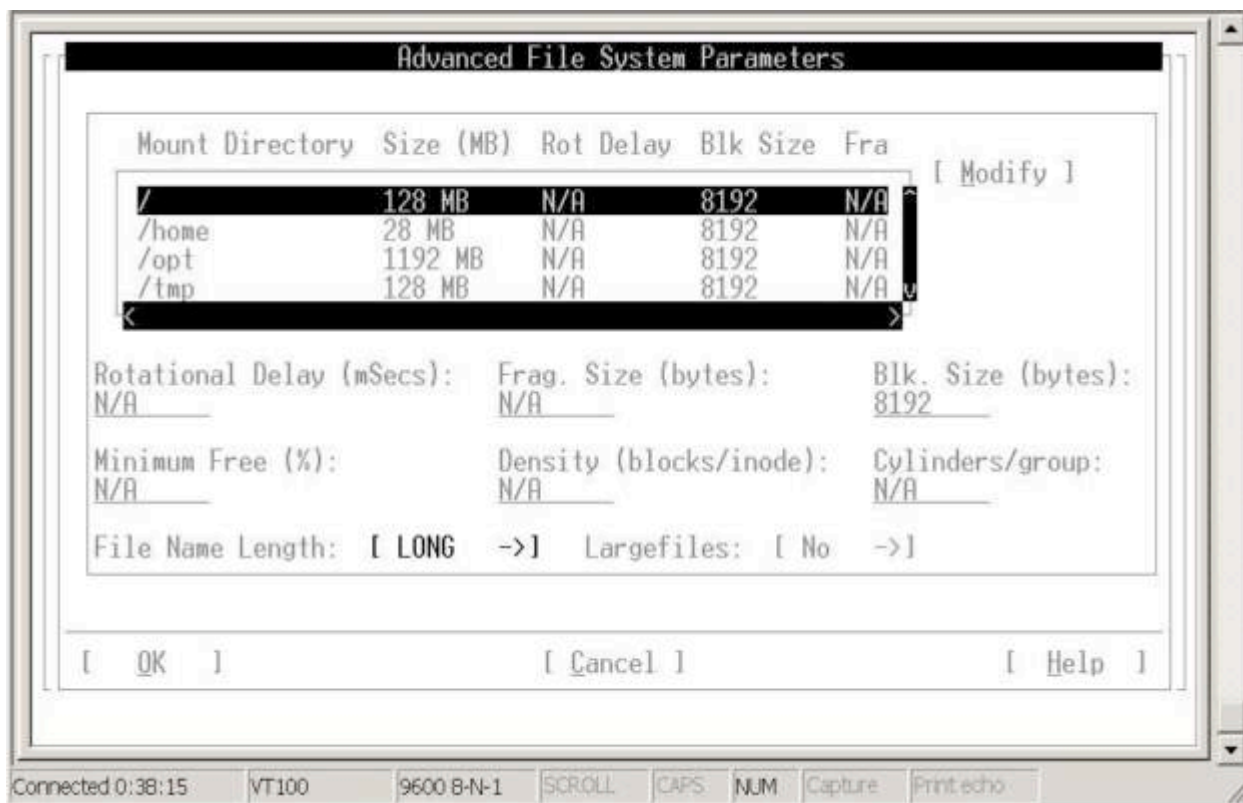 Advanced File System Parameters
Mount Directory Size (MB) Rot Delay Blk Size Fra
[ Modify ]
/ 128 MB N/A 8192 N/A
/home 28 MB N/A 8192 N/A
/opt 1192 MB N/A 8192 N/A
/tmp 128 MB N/A 8192 N/A
Rotational Delay (mSecs): Frag. Size (bytes): Blk. Size (bytes):
N/A N/A 8192
Minimum Free (%): Density (blocks/inode): Cylinders/group:
N/A N/A N/A
File Name Length: [ LONG ->] Largefiles: [ No ->]
[ OK ] [ Cancel ] [ Help ]
Connected 0:38:15 VT100 9600 8-N-1 SCROLL CAPS NUM Capture Print echo